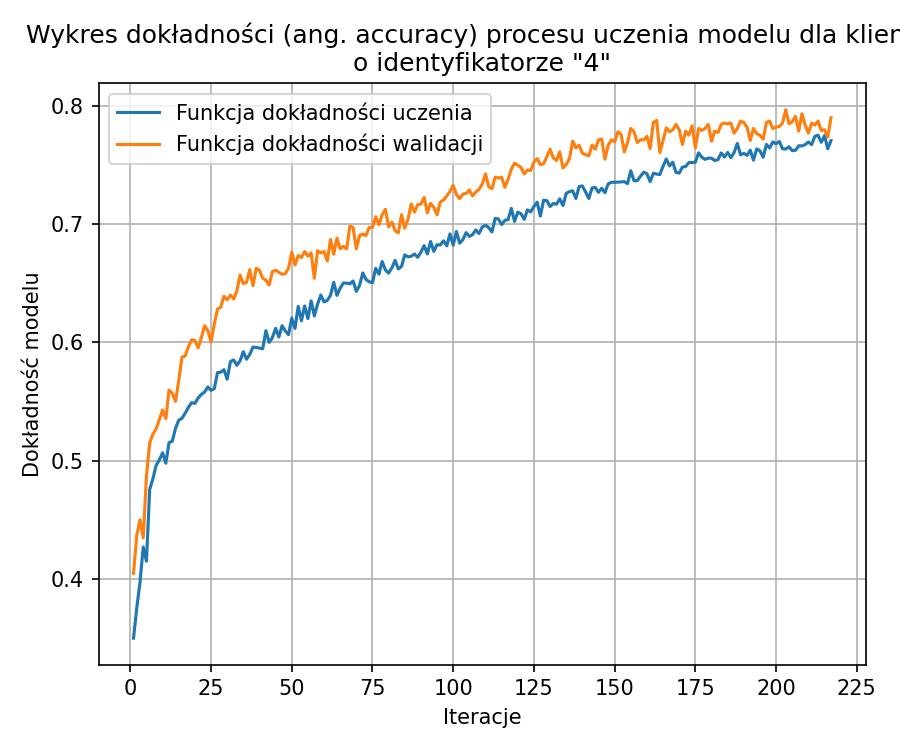 Wykres dokładności (ang. accuracy) procesu uczenia modelu dla
o identyfikatorze "4"
Funkcja dokładności uczenia
Funkcja dokładności walidacji
Dokładność modelu
0.8
0.7
0.6
0.5
0.4
0 25 50 75 100 125 150 175 200 225
Iteracje